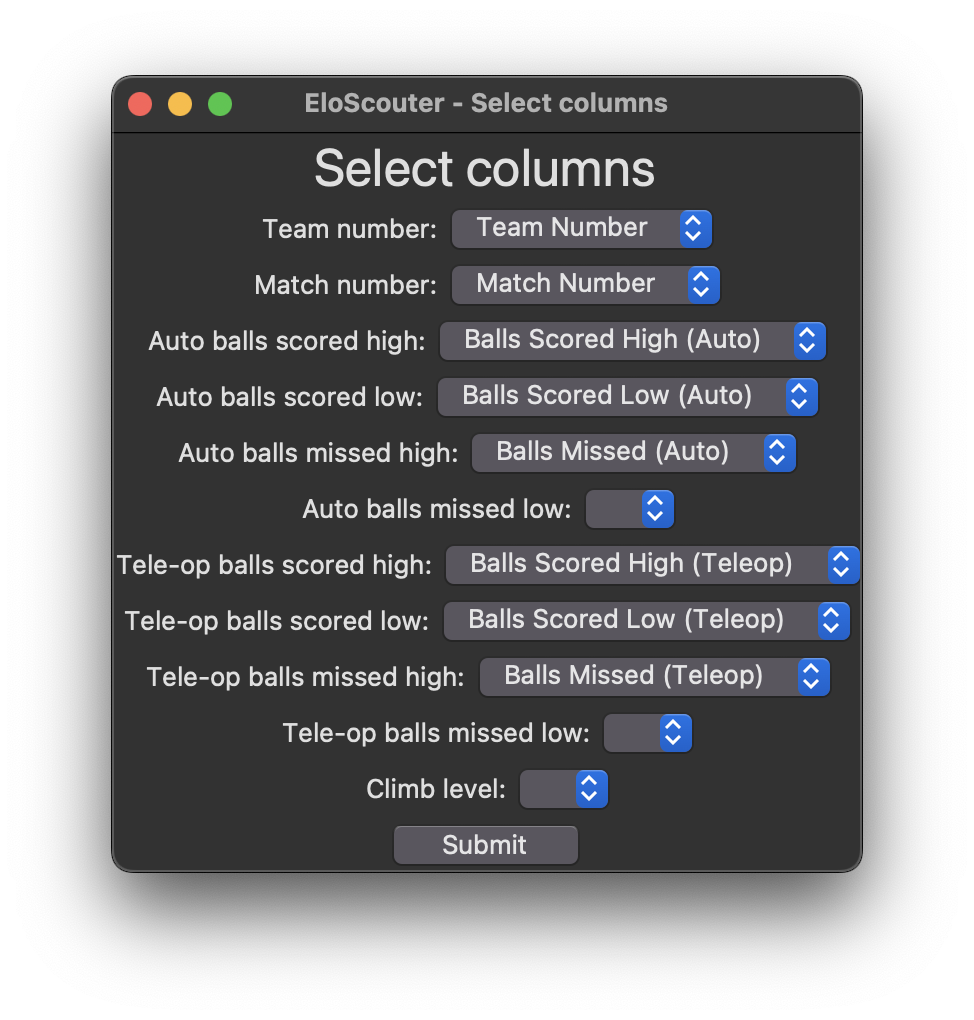 EloScouter - Select columns
Select columns
Team number: Team Number
Match number: Match Number
Auto balls scored high: Balls Scored High (Auto)
Auto balls scored low: Balls Scored Low (Auto)
Auto balls missed high: Balls Missed (Auto)
Auto balls missed low:
Tele-op balls scored high: Balls Scored High (Teleop)
Tele-op balls scored low: Balls Scored Low (Teleop)
Tele-op balls missed high: Balls Missed (Teleop)
Tele-op balls missed low:
Climb level:
Submit